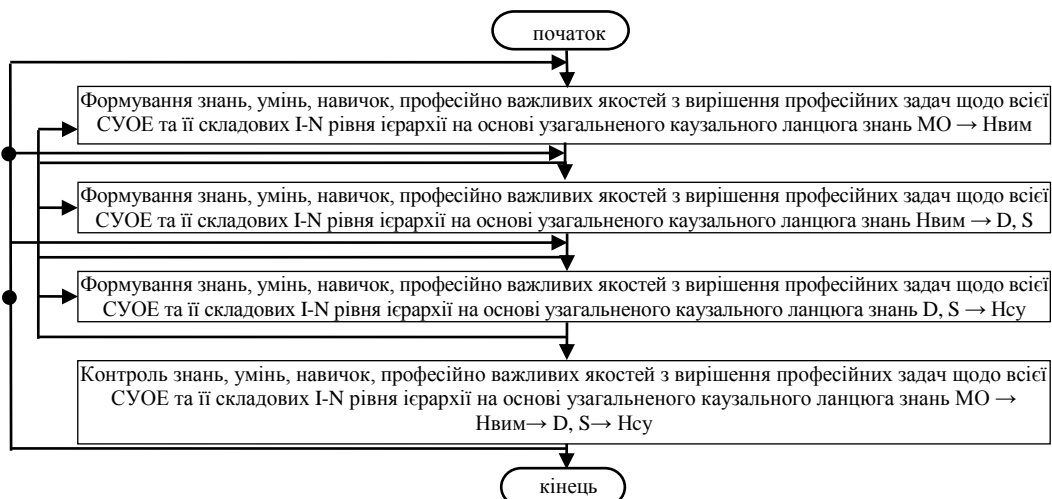 початок
Формування знань, умінь, навичок, професійно важливих якостей з вирішення професійних задач щодо всієї
СУОЕ та її складових I-N рівня ієрархії на основі узагальненого каузального ланцюга знань МО → Нвим
Формування знань, умінь, навичок, професійно важливих якостей з вирішення професійних задач щодо всієї
СУОЕ та її складових I-N рівня ієрархії на основі узагальненого каузального ланцюга знань Нвим → D, S
Формування знань, умінь, навичок, професійно важливих якостей з вирішення професійних задач щодо всієї
СУОЕ та її складових I-N рівня ієрархії на основі узагальненого каузального ланцюга знань D, S → Нсу
Контроль знань, умінь, навичок, професійно важливих якостей з вирішення професійних задач щодо всієї
СУОЕ та її складових I-N рівня ієрархії на основі узагальненого каузального ланцюга знань МО →
Нвим→ D, S→ Нсу
кінець